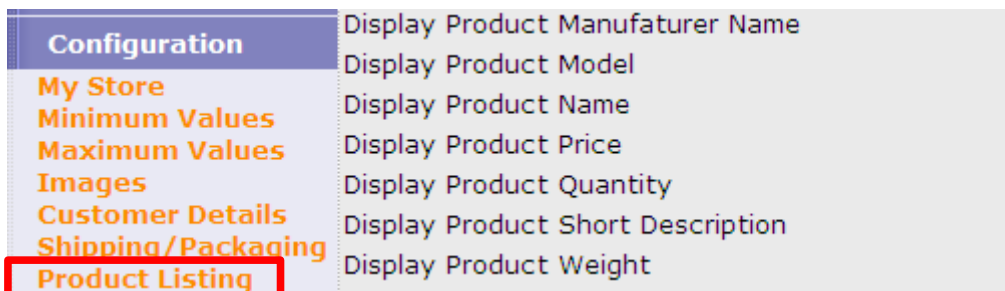 Configuration
My Store
Minimum Values
Maximum Values
Images
Customer Details
Shipping/Packaging
Product Listing
Display Product Manufaturer Name
Display Product Model
Display Product Name
Display Product Price
Display Product Quantity
Display Product Short Description
Display Product Weight